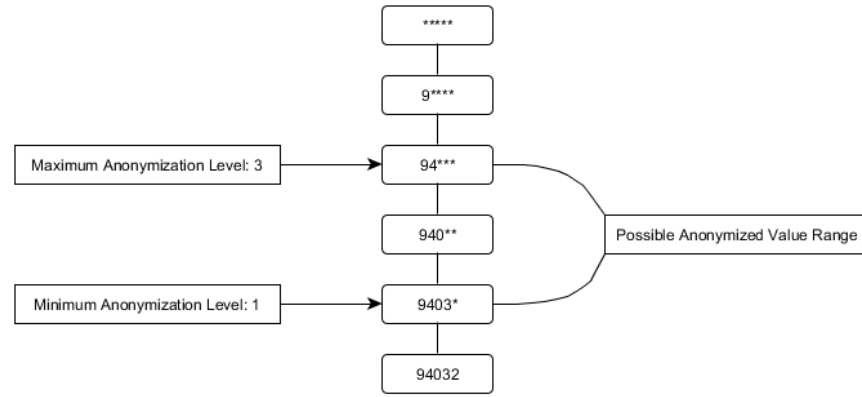 *****
9****
Maximum Anonymization Level: 3
94***
940**
Possible Anonymized Value Range
Minimum Anonymization Level: 1
9403*
94032